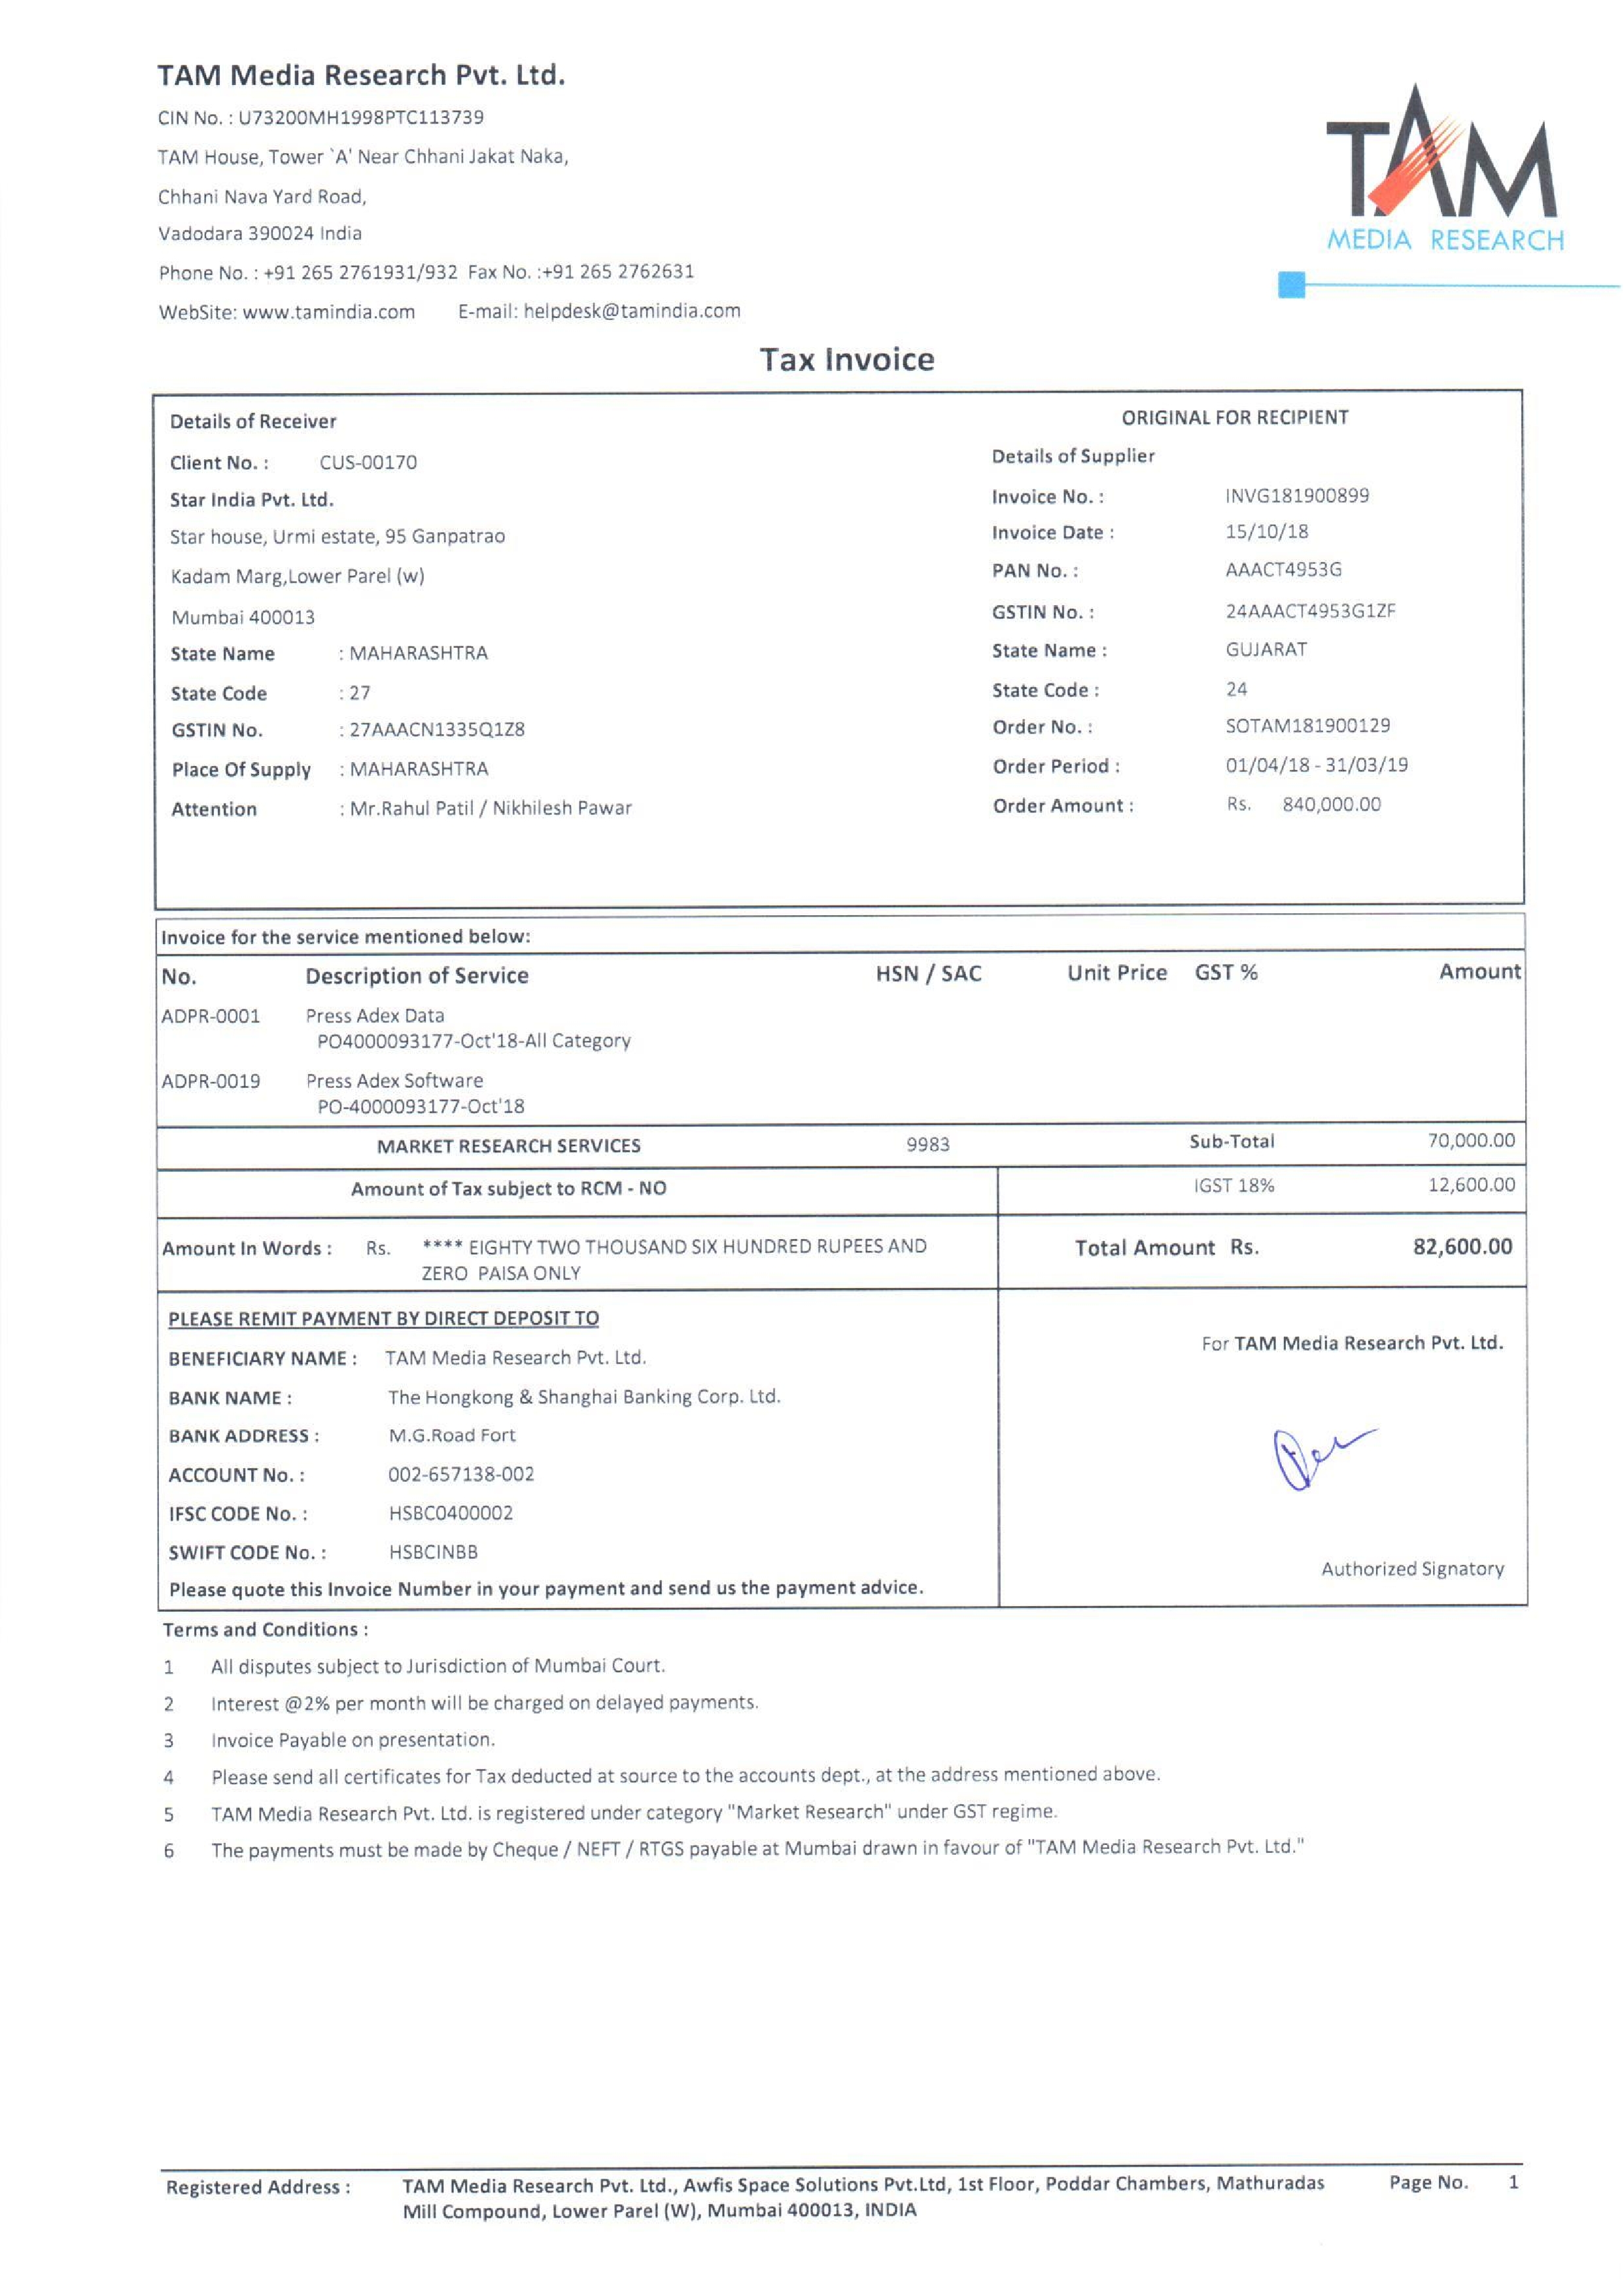 TAM Media Research Pvt. Ltd.
CIN No. : U73200MH1998PTC113739
TAM House, Tower `A' Near Chhani Jakat Naka,
Chhani Nava Yard Road,
Vadodara 390024 India
Phone No. : +91 265 2761931/932 Fax No. :+91 265 2762631
WebSite: www.tamindia.com E-mail: helpdesk@tamindia.com
TAM
MEDIA RESEARCH
Tax Invoice
Details of Receiver
Client No. : CUS-00170
Star India Pvt. Ltd.
Star house, Urmi estate, 95 Ganpatrao
Kadam Marg,Lower Parel (w)
Mumbai 400013
State Name : MAHARASHTRA
State Code : 27
GSTIN No. : 27AAACN1335Q1Z8
Place Of Supply : MAHARASHTRA
Attention : Mr.Rahul Patil / Nikhilesh Pawar
ORIGINAL FOR RECIPIENT
Details of Supplier
Invoice No. : INVG181900899
Invoice Date : 15/10/18
PAN No. : AAACT4953G
GSTIN No. : 24AAACT4953G1ZF
State Name : GUJARAT
State Code : 24
Order No. : SOTAM181900129
Order Period : 01/04/18 - 31/03/19
Order Amount : Rs. 840,000.00
Invoice for the service mentioned below:
No. Description of Service HSN / SAC Unit Price GST % Amount
ADPR-0001 Press Adex Data
PO4000093177-Oct'18-All Category
ADPR-0019 Press Adex Software
PO-4000093177-Oct'18
MARKET RESEARCH SERVICES 9983 Sub-Total 70,000.00
Amount of Tax subject to RCM - NO IGST 18% 12,600.00
Amount In Words : Rs. **** EIGHTY TWO THOUSAND SIX HUNDRED RUPEES AND
ZERO PAISA ONLY
Total Amount Rs. 82,600.00
PLEASE REMIT PAYMENT BY DIRECT DEPOSIT TO
BENEFICIARY NAME : TAM Media Research Pvt. Ltd.
BANK NAME : The Hongkong & Shanghai Banking Corp. Ltd.
BANK ADDRESS : M.G.Road Fort
ACCOUNT No. : 002-657138-002
IFSC CODE No. : HSBC0400002
SWIFT CODE No. : HSBCINBB
Please quote this Invoice Number in your payment and send us the payment advice.
For TAM Media Research Pvt. Ltd.
Authorized Signatory
Terms and Conditions :
1 All disputes subject to Jurisdiction of Mumbai Court.
2 Interest @2% per month will be charged on delayed payments.
3 Invoice Payable on presentation.
4 Please send all certificates for Tax deducted at source to the accounts dept., at the address mentioned above.
5 TAM Media Research Pvt. Ltd. is registered under category "Market Research" under GST regime.
6 The payments must be made by Cheque / NEFT / RTGS payable at Mumbai drawn in favour of "TAM Media Research Pvt. Ltd."
Registered Address : TAM Media Research Pvt. Ltd., Awfis Space Solutions Pvt.Ltd, 1st Floor, Poddar Chambers, Mathuradas
Mill Compound, Lower Parel (W), Mumbai 400013, INDIA
Page No. 1